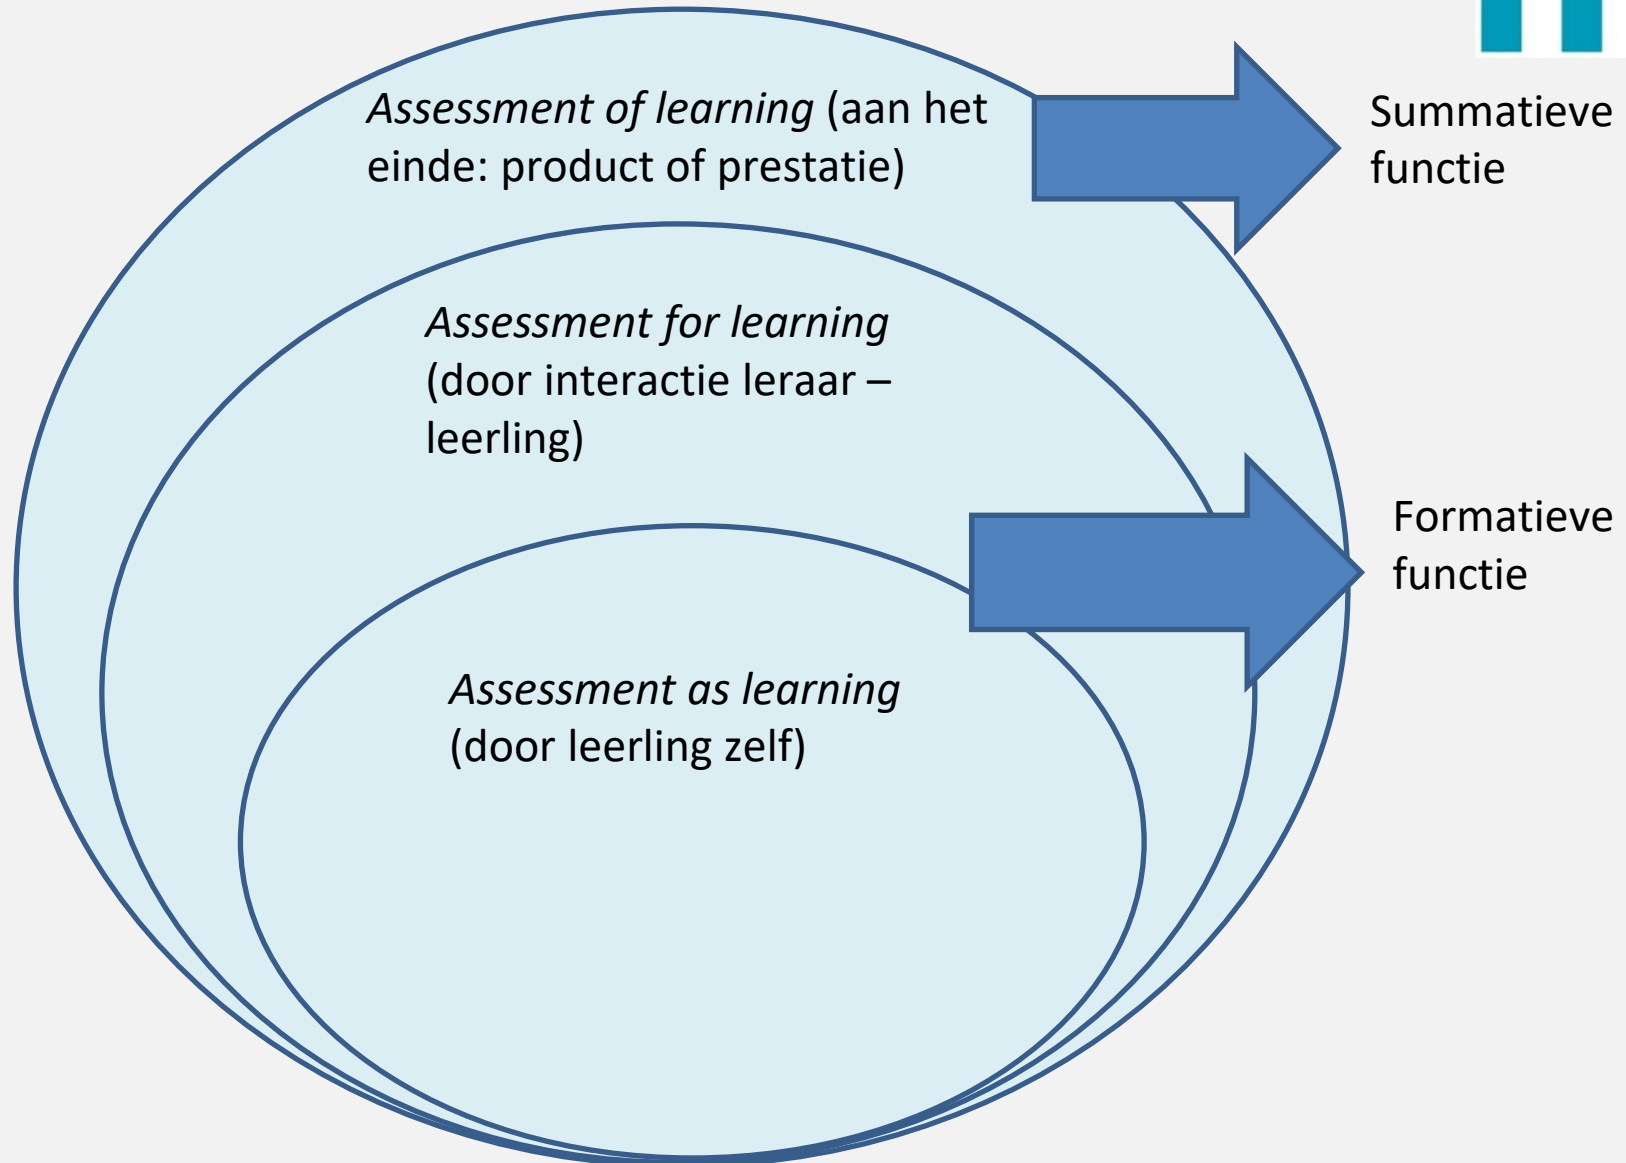 Assessment of learning (aan het
einde: product of prestatie)
Summatieve
functie
Assessment for learning
(door interactie leraar –
leerling)
Formatieve
functie
Assessment as learning
(door leerling zelf)